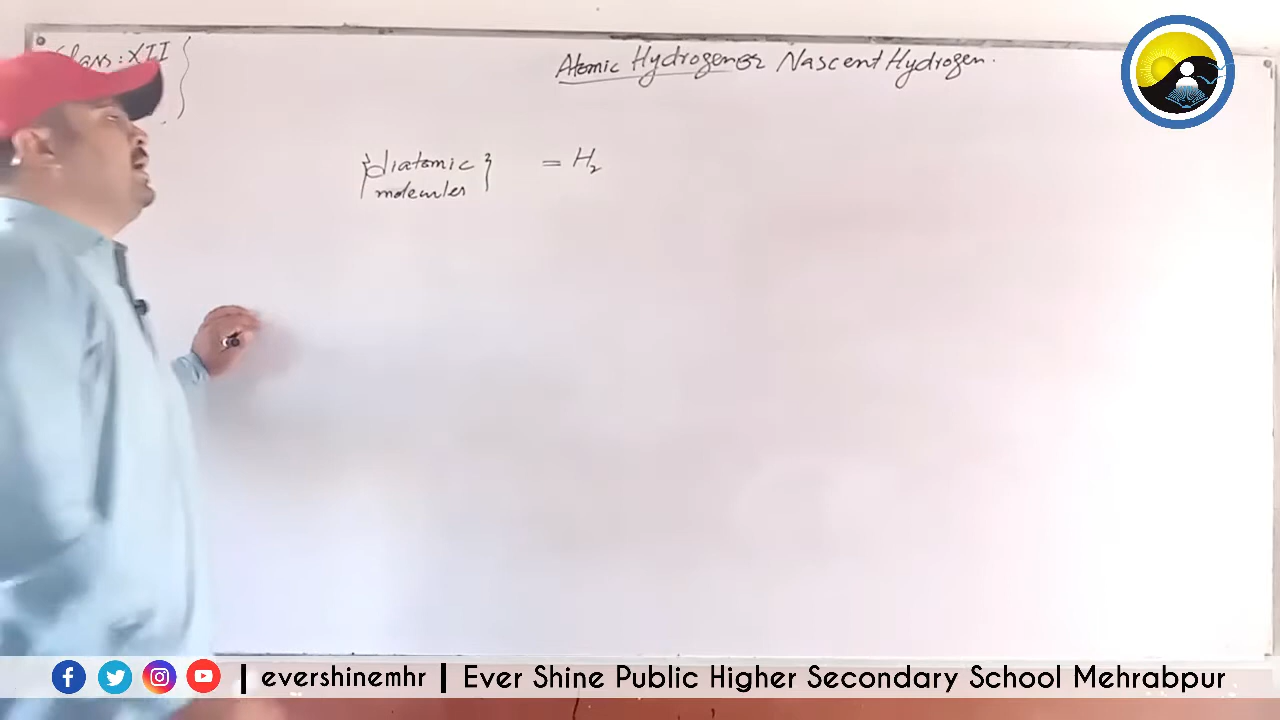 Class: XII
Atomic Hydrogen or Nascent Hydrogen.
{diatomic} = H₂
molecules
| evershinemhr | Ever Shine Public Higher Secondary School Mehrabpur